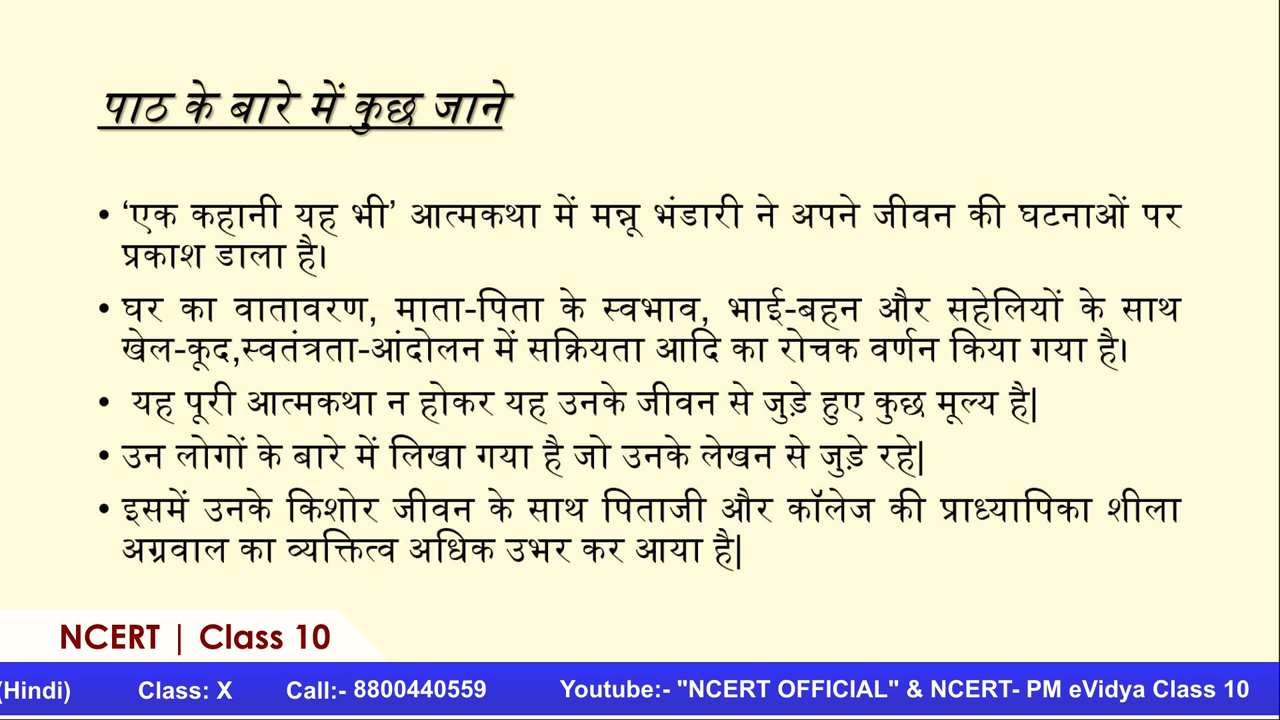 पाठ के बारे में कुछ जाने
• ‘एक कहानी यह भी’ आत्मकथा में मन्नू भंडारी ने अपने जीवन की घटनाओं पर
प्रकाश डाला है।
• घर का वातावरण, माता-पिता के स्वभाव, भाई-बहन और सहेलियों के साथ
खेल-कूद,स्वतंत्रता-आंदोलन में सक्रियता आदि का रोचक वर्णन किया गया है।
• यह पूरी आत्मकथा न होकर यह उनके जीवन से जुड़े हुए कुछ मूल्य है|
• उन लोगों के बारे में लिखा गया है जो उनके लेखन से जुड़े रहे|
• इसमें उनके किशोर जीवन के साथ पिताजी और कॉलेज की प्राध्यापिका शीला
अग्रवाल का व्यक्तित्व अधिक उभर कर आया है|
NCERT | Class 10
(Hindi) Class: X Call:- 8800440559 Youtube:- "NCERT OFFICIAL" & NCERT- PM eVidya Class 10